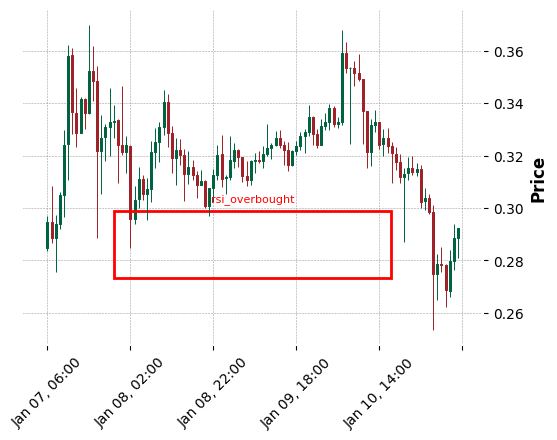 0.36
0.34
0.32
0.30
0.28
0.26
Price
rsi_overbought
Jan 07, 06:00
Jan 08, 02:00
Jan 08, 22:00
Jan 09, 18:00
Jan 10, 14:00